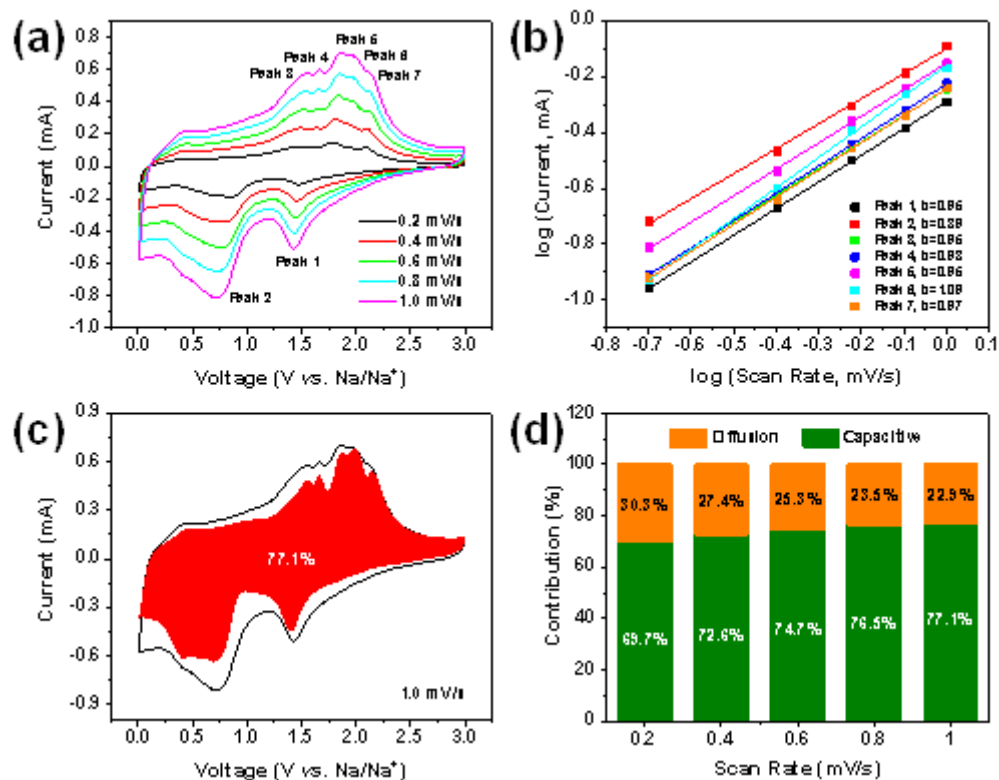 (a)
0.8
0.6
0.4
0.2
0.0
-0.2
-0.4
-0.6
-0.8
-1.0
Current (mA)
Peak 3
Peak 4
Peak 5
Peak 6
Peak 7
Peak 1
Peak 2
0.2 mV/s
0.4 mV/s
0.6 mV/s
0.8 mV/s
1.0 mV/s
0.0 0.5 1.0 1.5 2.0 2.5 3.0
Voltage (V vs. Na/Na+)
(b)
0.0
-0.2
-0.4
-0.6
-0.8
-1.0
log (Current, mA)
Peak 1, b=0.96
Peak 2, b=0.89
Peak 3, b=0.96
Peak 4, b=0.98
Peak 5, b=0.96
Peak 6, b=1.09
Peak 7, b=0.97
-0.8 -0.7 -0.6 -0.5 -0.4 -0.3 -0.2 -0.1 0.0 0.1
log (Scan Rate, mV/s)
(c)
0.9
0.6
0.3
0.0
-0.3
-0.6
-0.9
Current (mA)
77.1%
1.0 mV/s
0.0 0.5 1.0 1.5 2.0 2.5 3.0
Voltage (V vs. Na/Na+)
(d)
120
100
80
60
40
20
0
Contribution (%)
Diffusion Capacitive
30.3% 27.4% 25.3% 23.5% 22.9%
69.7% 72.6% 74.7% 76.5% 77.1%
0.2 0.4 0.6 0.8 1
Scan Rate (mV/s)